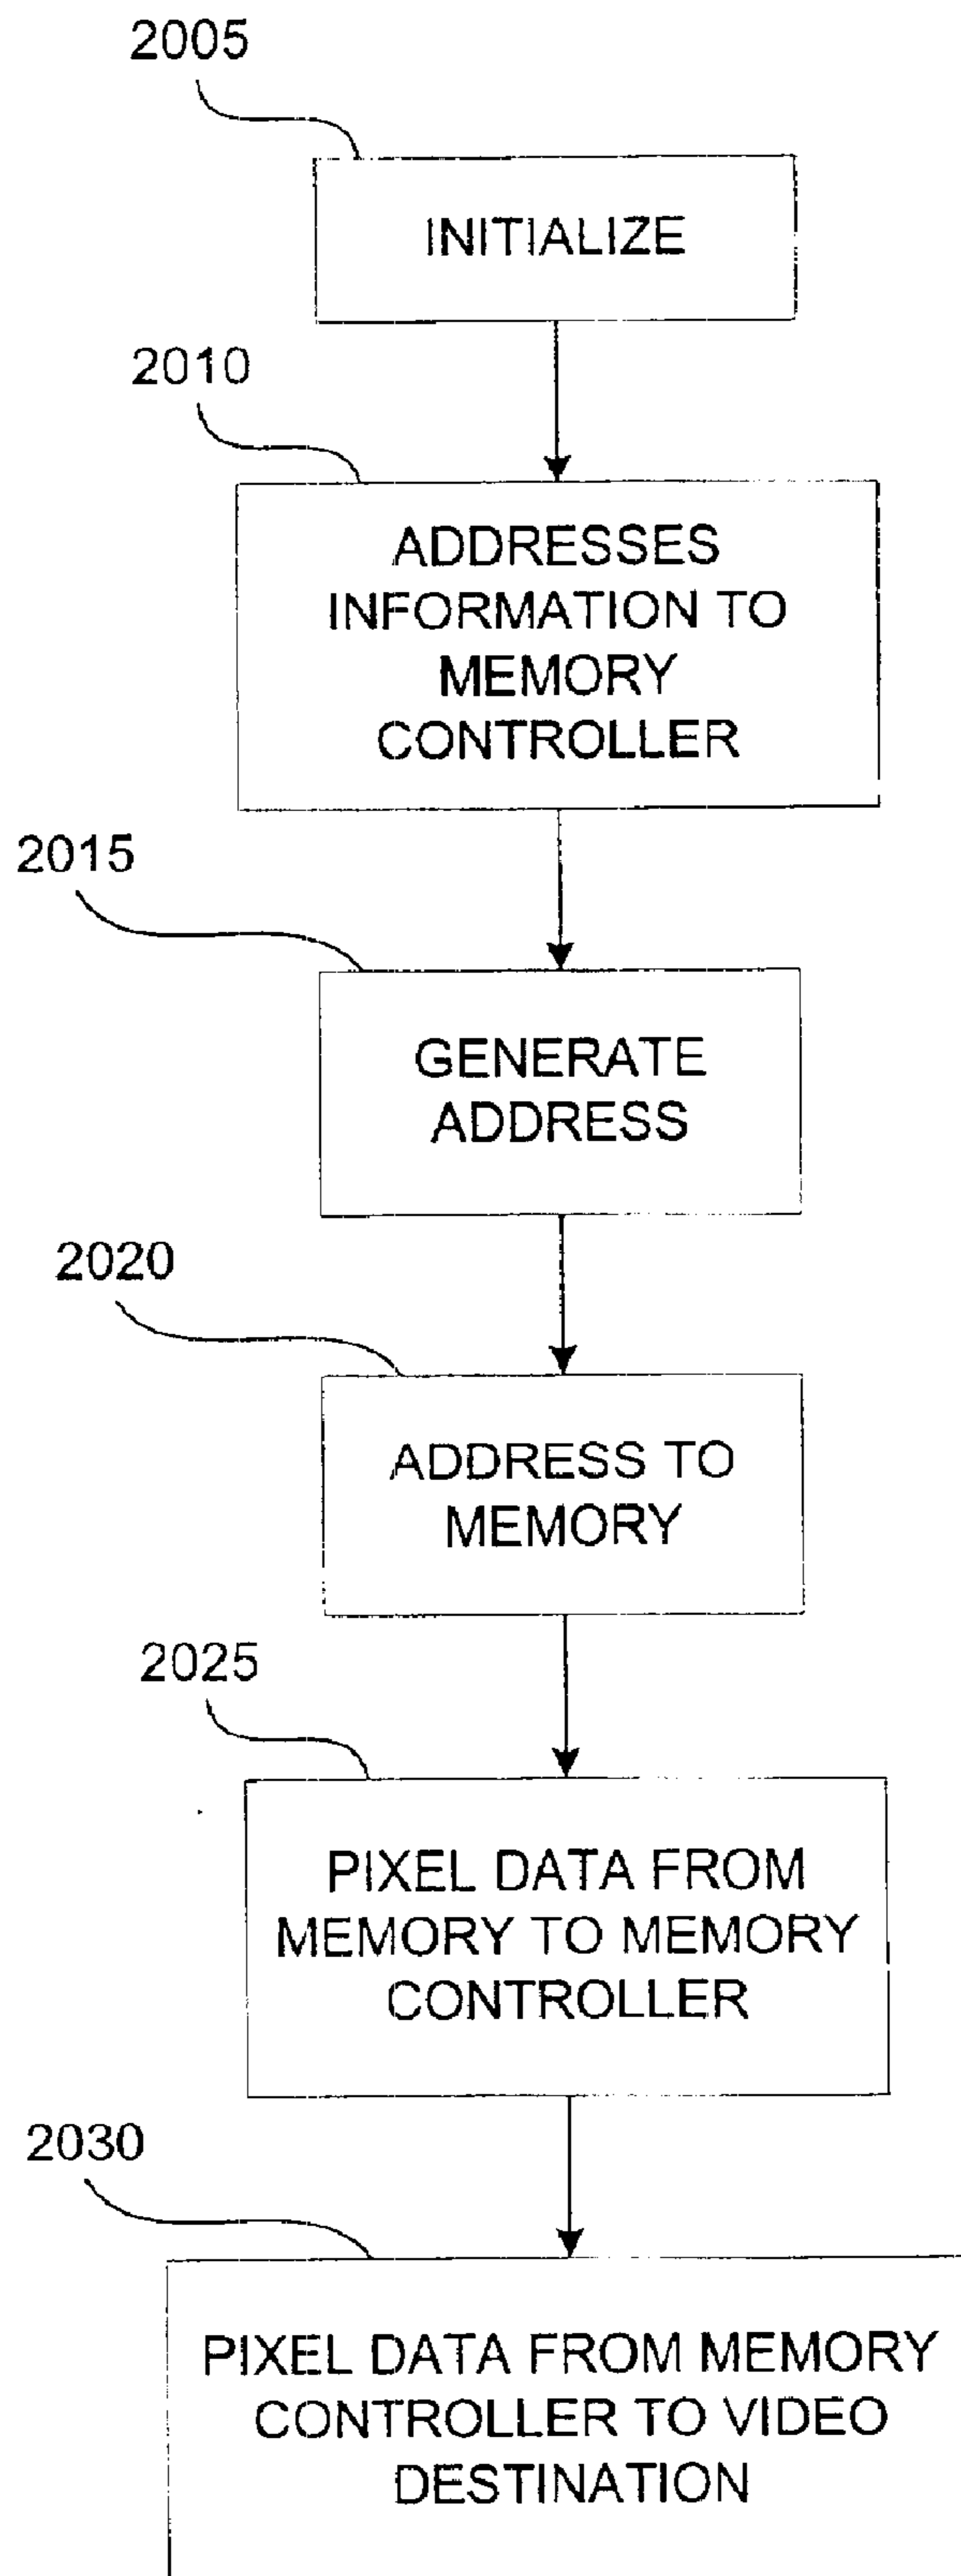 2005
INITIALIZE
2010
ADDRESSES
INFORMATION TO
MEMORY
CONTROLLER
2015
GENERATE
ADDRESS
2020
ADDRESS TO
MEMORY
2025
PIXEL DATA FROM
MEMORY TO MEMORY
CONTROLLER
2030
PIXEL DATA FROM MEMORY
CONTROLLER TO VIDEO
DESTINATION